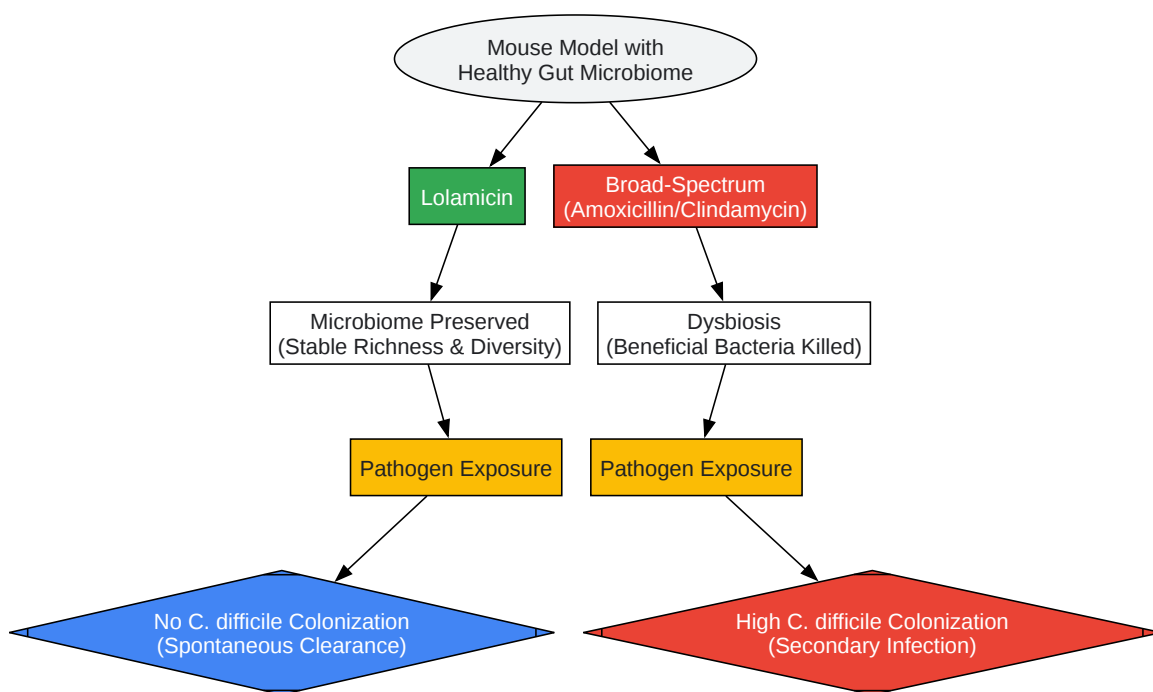 Mouse Model with
Healthy Gut Microbiome
Lolamicin
Broad-Spectrum
(Amoxicillin/Clindamycin)
Microbiome Preserved
(Stable Richness & Diversity)
Dysbiosis
(Beneficial Bacteria Killed)
Pathogen Exposure
Pathogen Exposure
No C. difficile Colonization
(Spontaneous Clearance)
High C. difficile Colonization
(Secondary Infection)